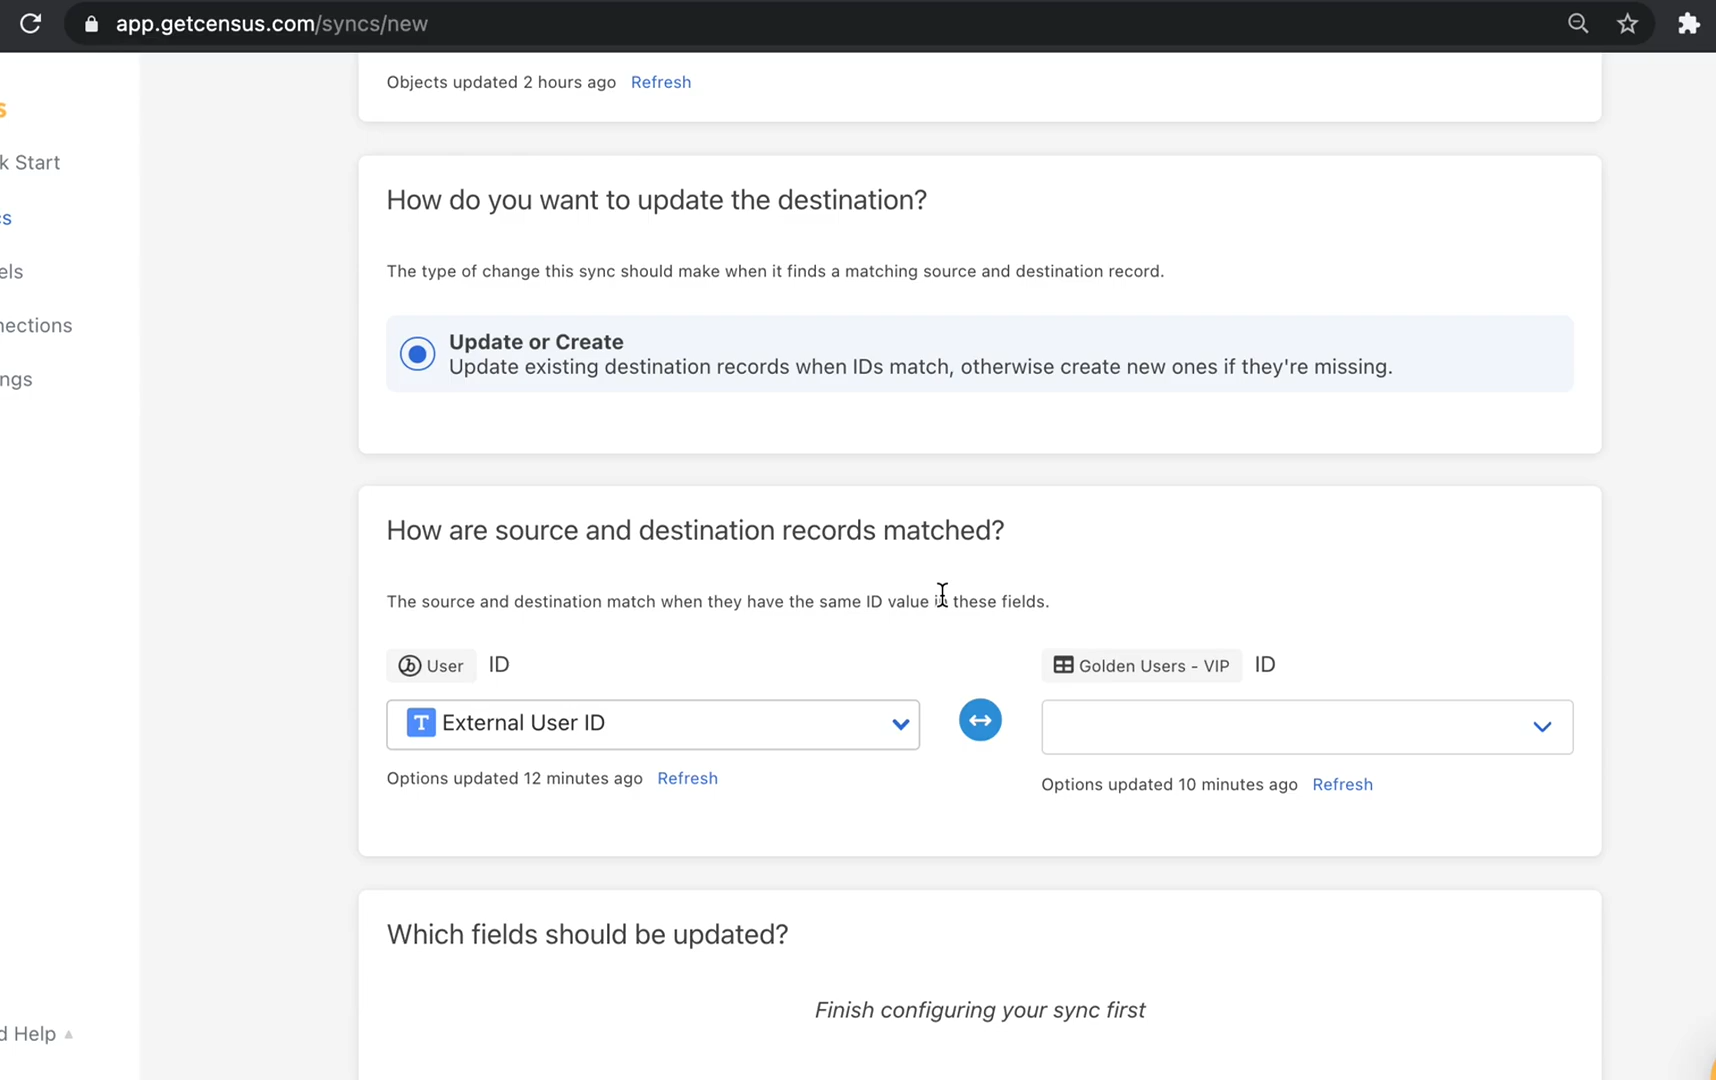 app.getcensus.com/syncs/new
Objects updated 2 hours ago Refresh
s
k Start
cs
els
nections
ngs
How do you want to update the destination?
The type of change this sync should make when it finds a matching source and destination record.
Update or Create
Update existing destination records when IDs match, otherwise create new ones if they're missing.
How are source and destination records matched?
The source and destination match when they have the same ID value in these fields.
User ID
Golden Users - VIP ID
T External User ID
Options updated 12 minutes ago Refresh
Options updated 10 minutes ago Refresh
Which fields should be updated?
Finish configuring your sync first
d Help